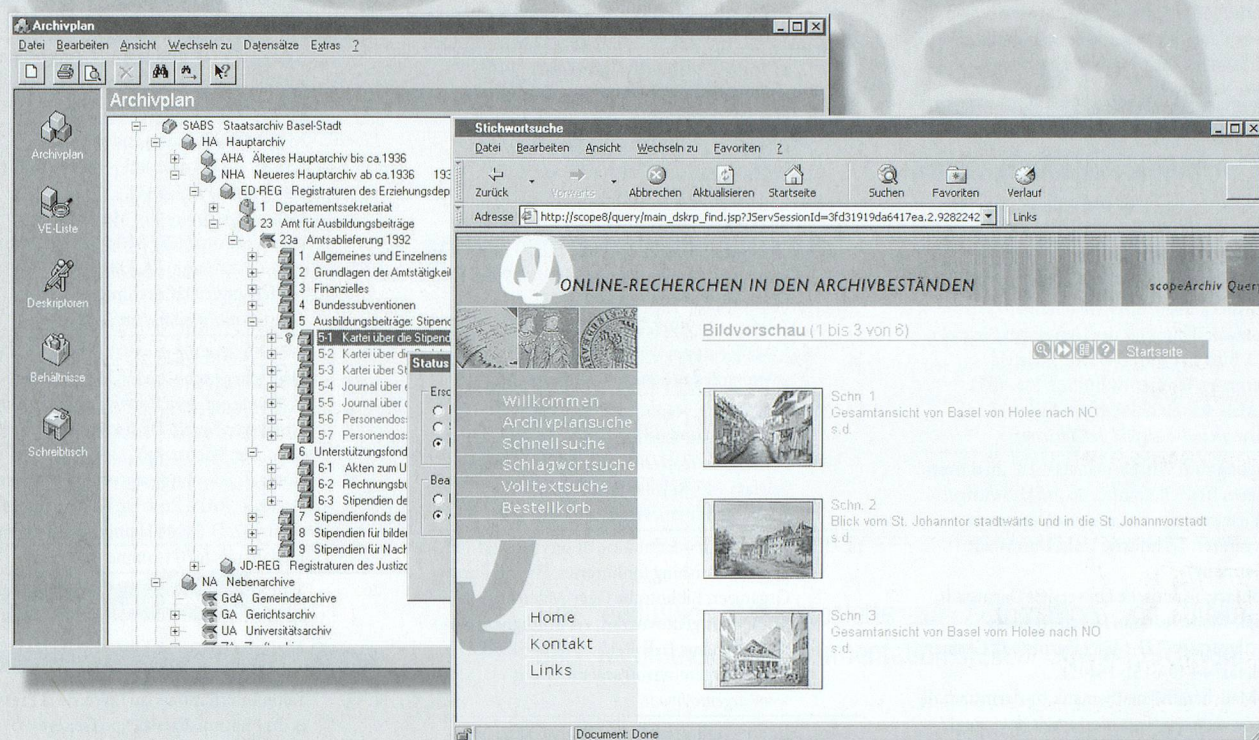 Archivplan
Datei Bearbeiten Ansicht Wechseln zu Datensätze Extras ?
Archivplan
Archivplan
VE-Liste
Deskriptoren
Behältnisse
Schreibtisch
StABS Staatsarchiv Basel-Stadt
HA Hauptarchiv
AHA Älteres Hauptarchiv bis ca.1936
NHA Neueres Hauptarchiv ab ca.1936 193
ED-REG Registraturen des Erziehungsdep
1 Departementssekretariat
23 Amt für Ausbildungsbeiträge
23a Amtsablieferung 1992
1 Allgemeines und Einzelnens
2 Grundlagen der Amtstätigkei
3 Finanzielles
4 Bundessubventionen
5 Ausbildungsbeiträge: Stipend
5-1 Kartei über die Stipend
5-2 Kartei über di
5-3 Kartei über St
5-4 Journal über
5-5 Journal über
5-6 Personendos
5-7 Personendos
6 Unterstützungsfond
6-1 Akten zum U
6-2 Rechnungsb
6-3 Stipendien de
7 Stipendienfonds de
8 Stipendien für bilder
9 Stipendien für Nach
JD-REG Registraturen des Justiz
NA Nebenarchive
GdA Gemeindearchive
GA Gerichtsarchiv
UA Universitätsarchiv
Status
Ersc
Bea
Stichwortsuche
Datei Bearbeiten Ansicht Wechseln zu Favoriten ?
Zurück Vorwärts Abbrechen Aktualisieren Startseite Suchen Favoriten Verlauf
Adresse http://scope8/query/main_dskrp_find.jsp?JServSessionId=3fd31919da6417ea.2.9282242 Links
ONLINE-RECHERCHEN IN DEN ARCHIVBESTÄNDEN
scopeArchiv Query
Willkommen
Archivplansuche
Schnellsuche
Schlagwortsuche
Volltextsuche
Bestellkorb
Home
Kontakt
Links
Bildvorschau (1 bis 3 von 6)
Startseite
Schn. 1
Gesamtansicht von Basel von Holee nach NO
s.d.
Schn. 2
Blick vom St. Johanntor stadtwärts und in die St. Johannvorstadt
s.d.
Schn. 3
Gesamtansicht von Basel vom Holee nach NO
s.d.
Document: Done